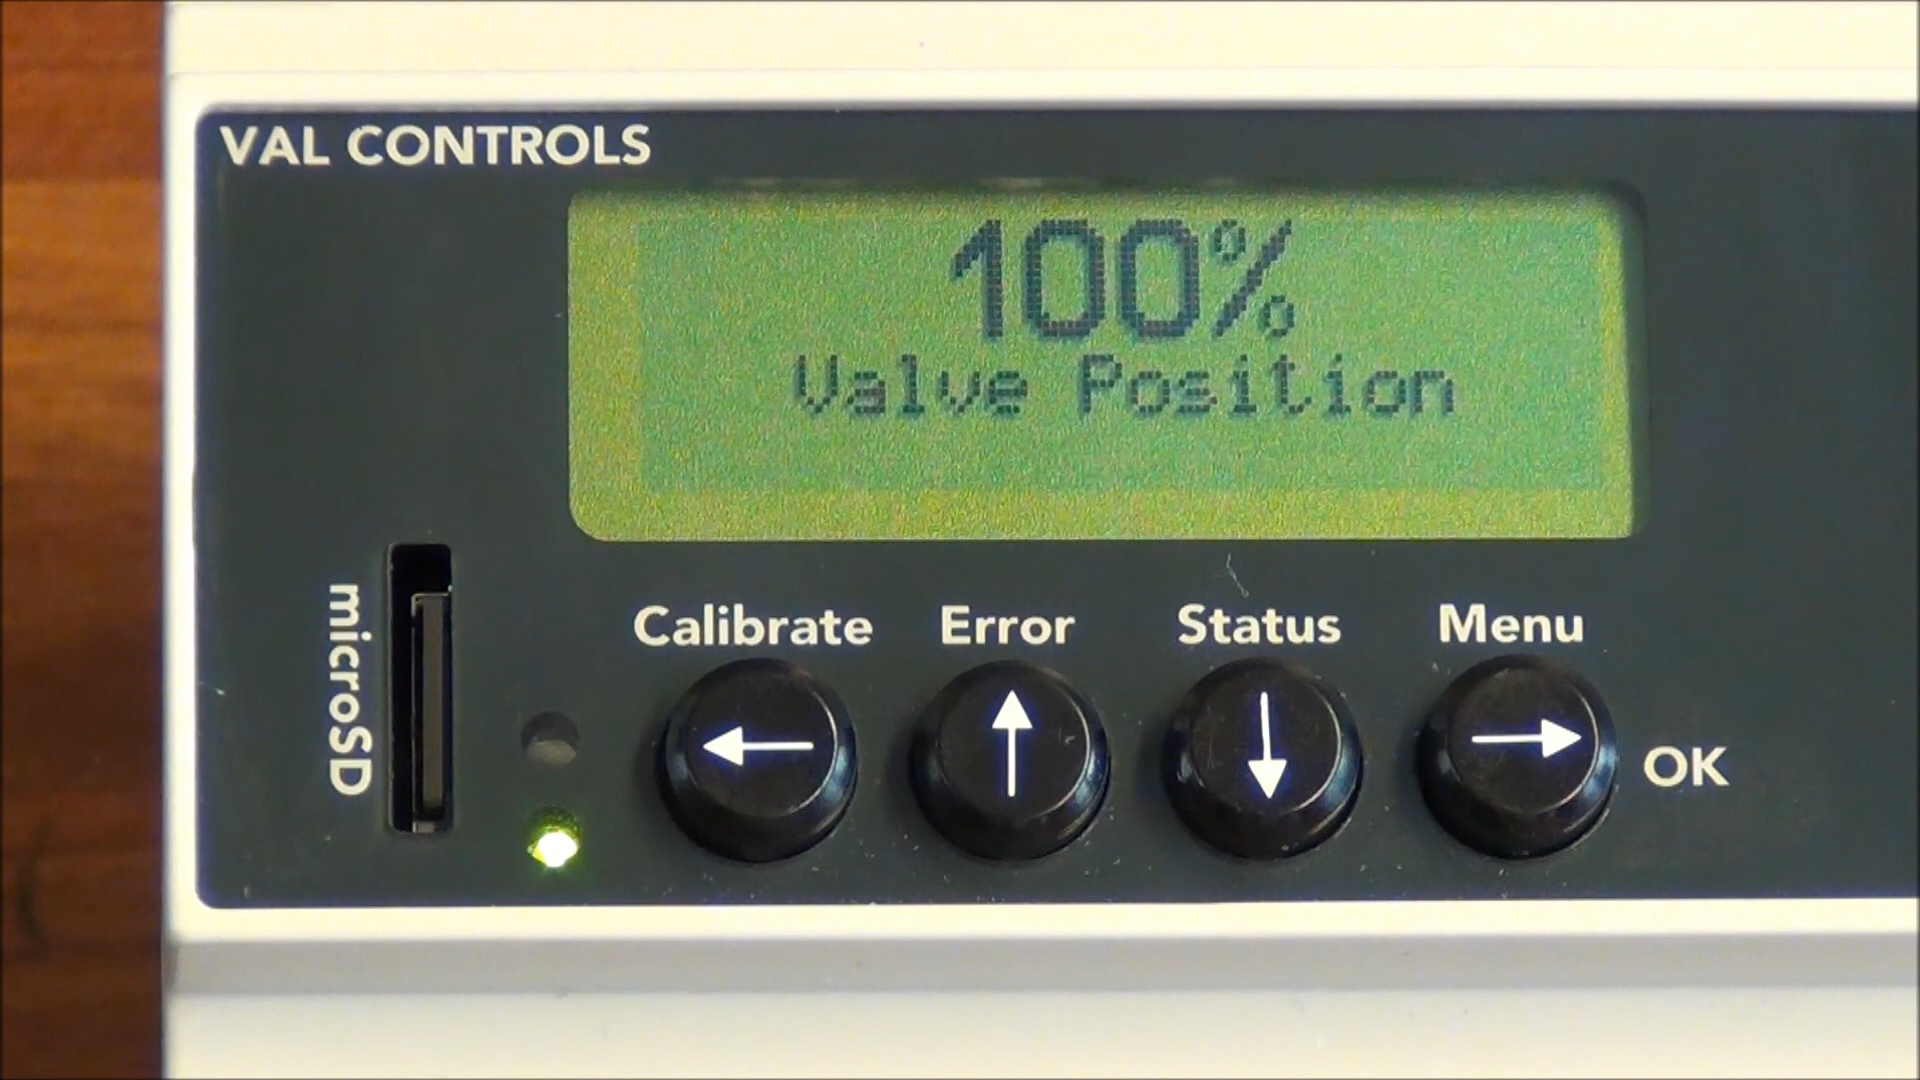 VAL CONTROLS
100%
Valve Position
microSD
Calibrate
Error
Status
Menu
OK